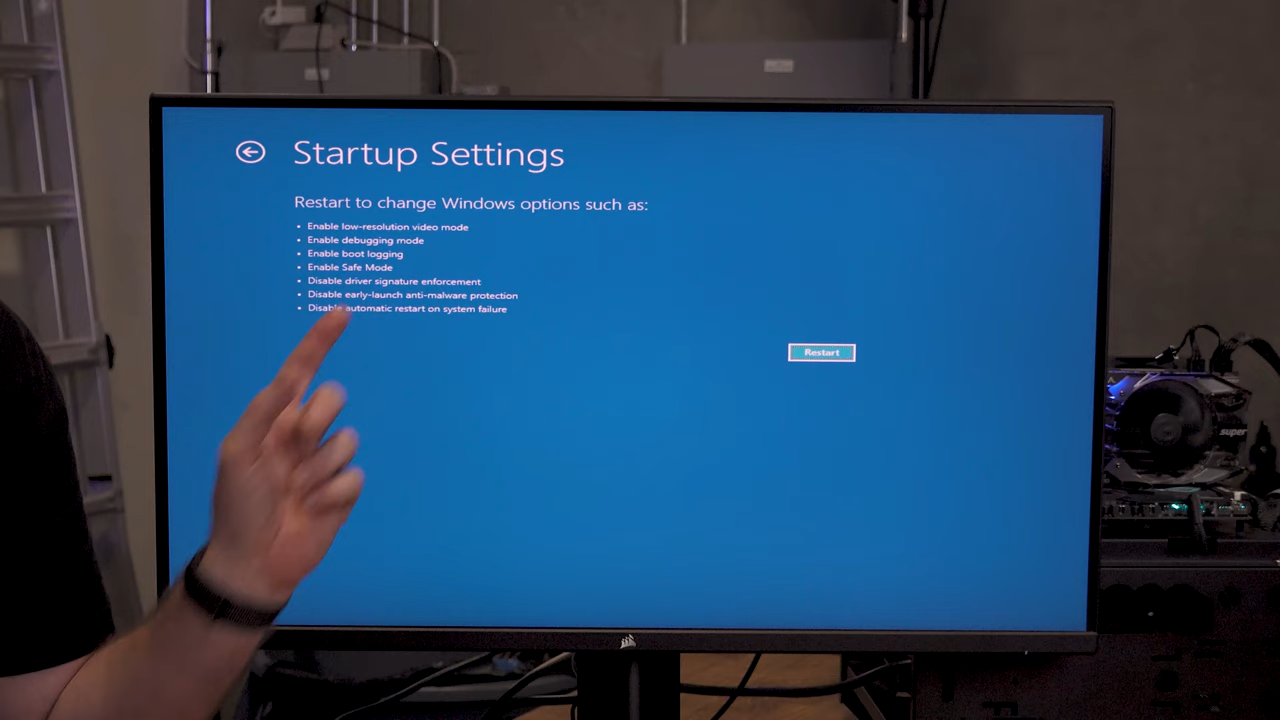 Startup Settings
Restart to change Windows options such as:
• Enable low-resolution video mode
• Enable debugging mode
• Enable boot logging
• Enable Safe Mode
• Disable driver signature enforcement
• Disable early-launch anti-malware protection
• Disable automatic restart on system failure
Restart
super